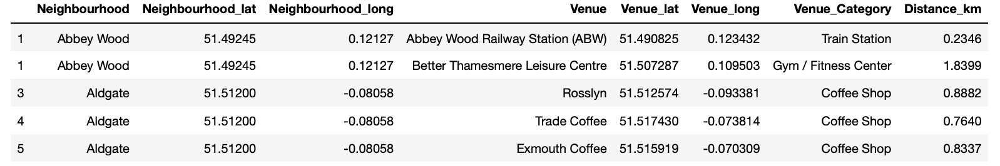 Neighbourhood Neighbourhood_lat Neighbourhood_long Venue Venue_lat Venue_long Venue_Category Distance_km
1 Abbey Wood 51.49245 0.12127 Abbey Wood Railway Station (ABW) 51.490825 0.123432 Train Station 0.2346
1 Abbey Wood 51.49245 0.12127 Better Thamesmere Leisure Centre 51.507287 0.109503 Gym / Fitness Center 1.8399
3 Aldgate 51.51200 -0.08058 Rosslyn 51.512574 -0.093381 Coffee Shop 0.8882
4 Aldgate 51.51200 -0.08058 Trade Coffee 51.517430 -0.073814 Coffee Shop 0.7640
5 Aldgate 51.51200 -0.08058 Exmouth Coffee 51.515919 -0.070309 Coffee Shop 0.8337